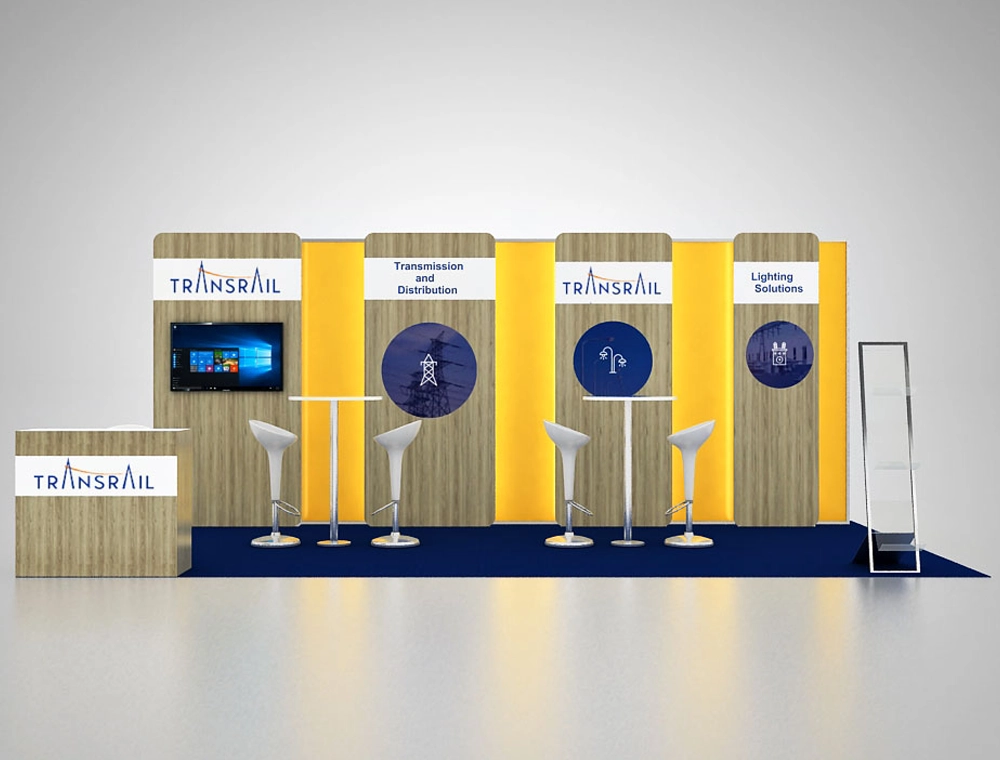 TRANSRAIL
Transmission
and
Distribution
TRANSRAIL
Lighting
Solutions
TRANSRAIL